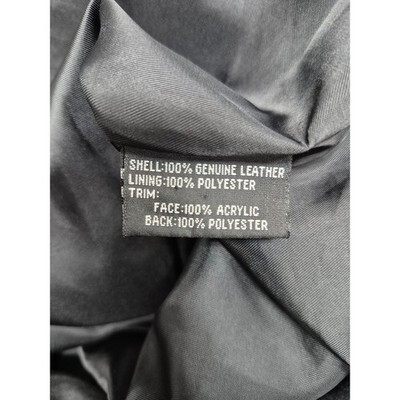 SHELL:100% GENUINE LEATHER
LINING:100% POLYESTER
TRIM:
FACE:100% ACRYLIC
BACK:100% POLYESTER